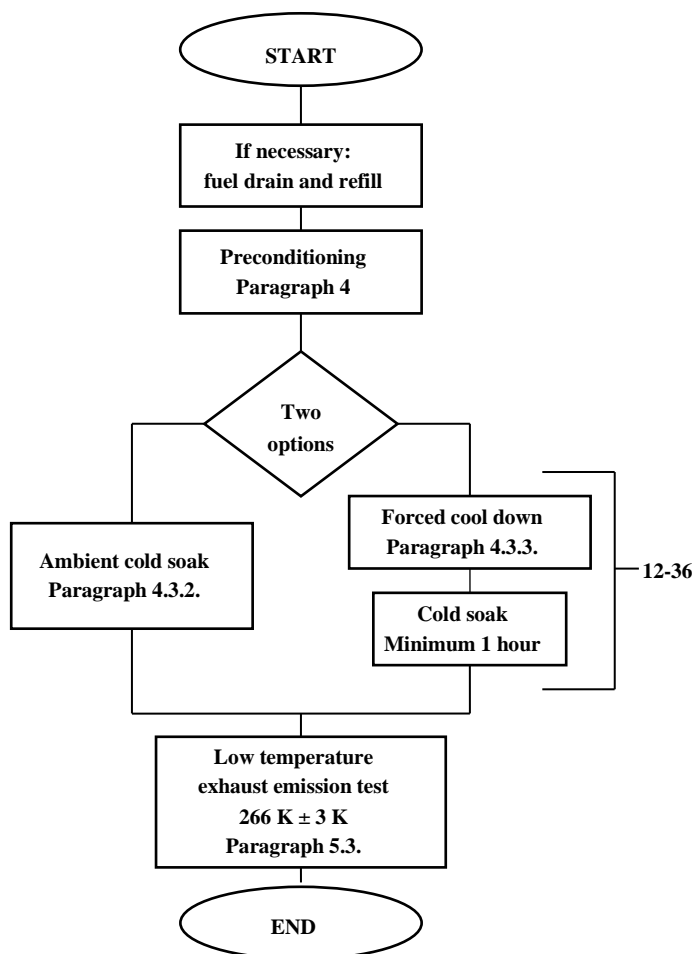 START
If necessary:
fuel drain and refill
Preconditioning
Paragraph 4
Two
options
Ambient cold soak
Paragraph 4.3.2.
Forced cool down
Paragraph 4.3.3.
Cold soak
Minimum 1 hour
12-36
Low temperature
exhaust emission test
266 K ± 3 K
Paragraph 5.3.
END